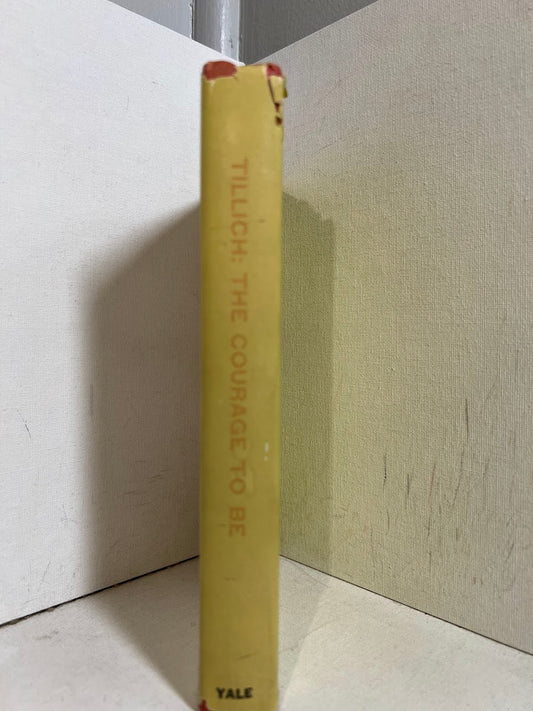 TILLICH: THE COURAGE TO BE
YALE